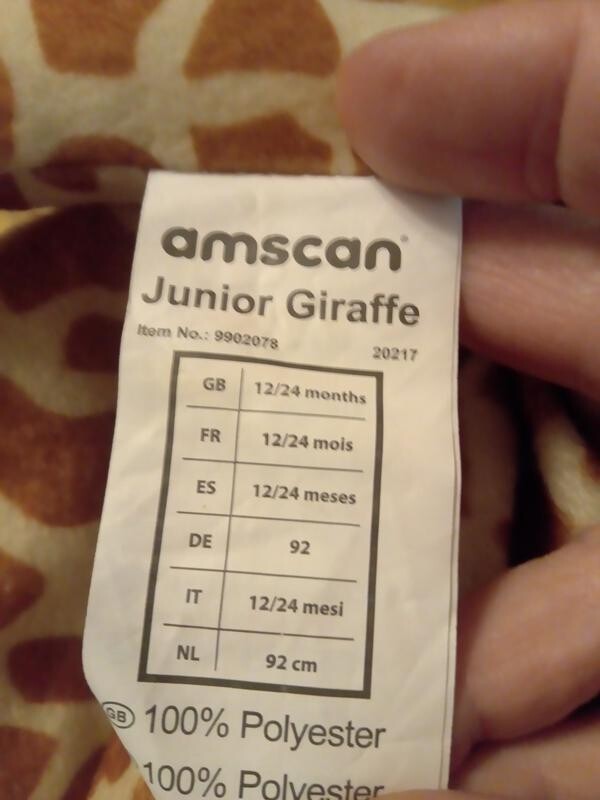 amscan
Junior Giraffe
Item No.: 9902078 20217
GB 12/24 months
FR 12/24 mois
ES 12/24 meses
DE 92
IT 12/24 mesi
NL 92 cm
GB 100% Polyester
100% Polyester